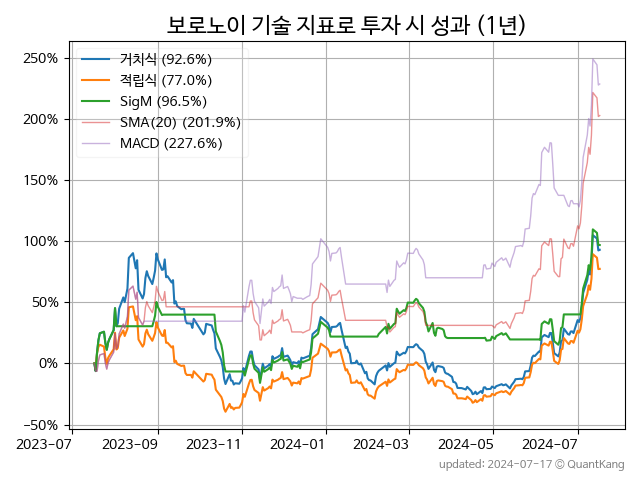 보로노이 기술 지표로 투자 시 성과 (1년)
250%
200%
150%
100%
50%
0%
−50%
거치식 (92.6%)
적립식 (77.0%)
SigM (96.5%)
SMA(20) (201.9%)
MACD (227.6%)
2023-07 2023-09 2023-11 2024-01 2024-03 2024-05 2024-07
updated: 2024-07-17 © QuantKang